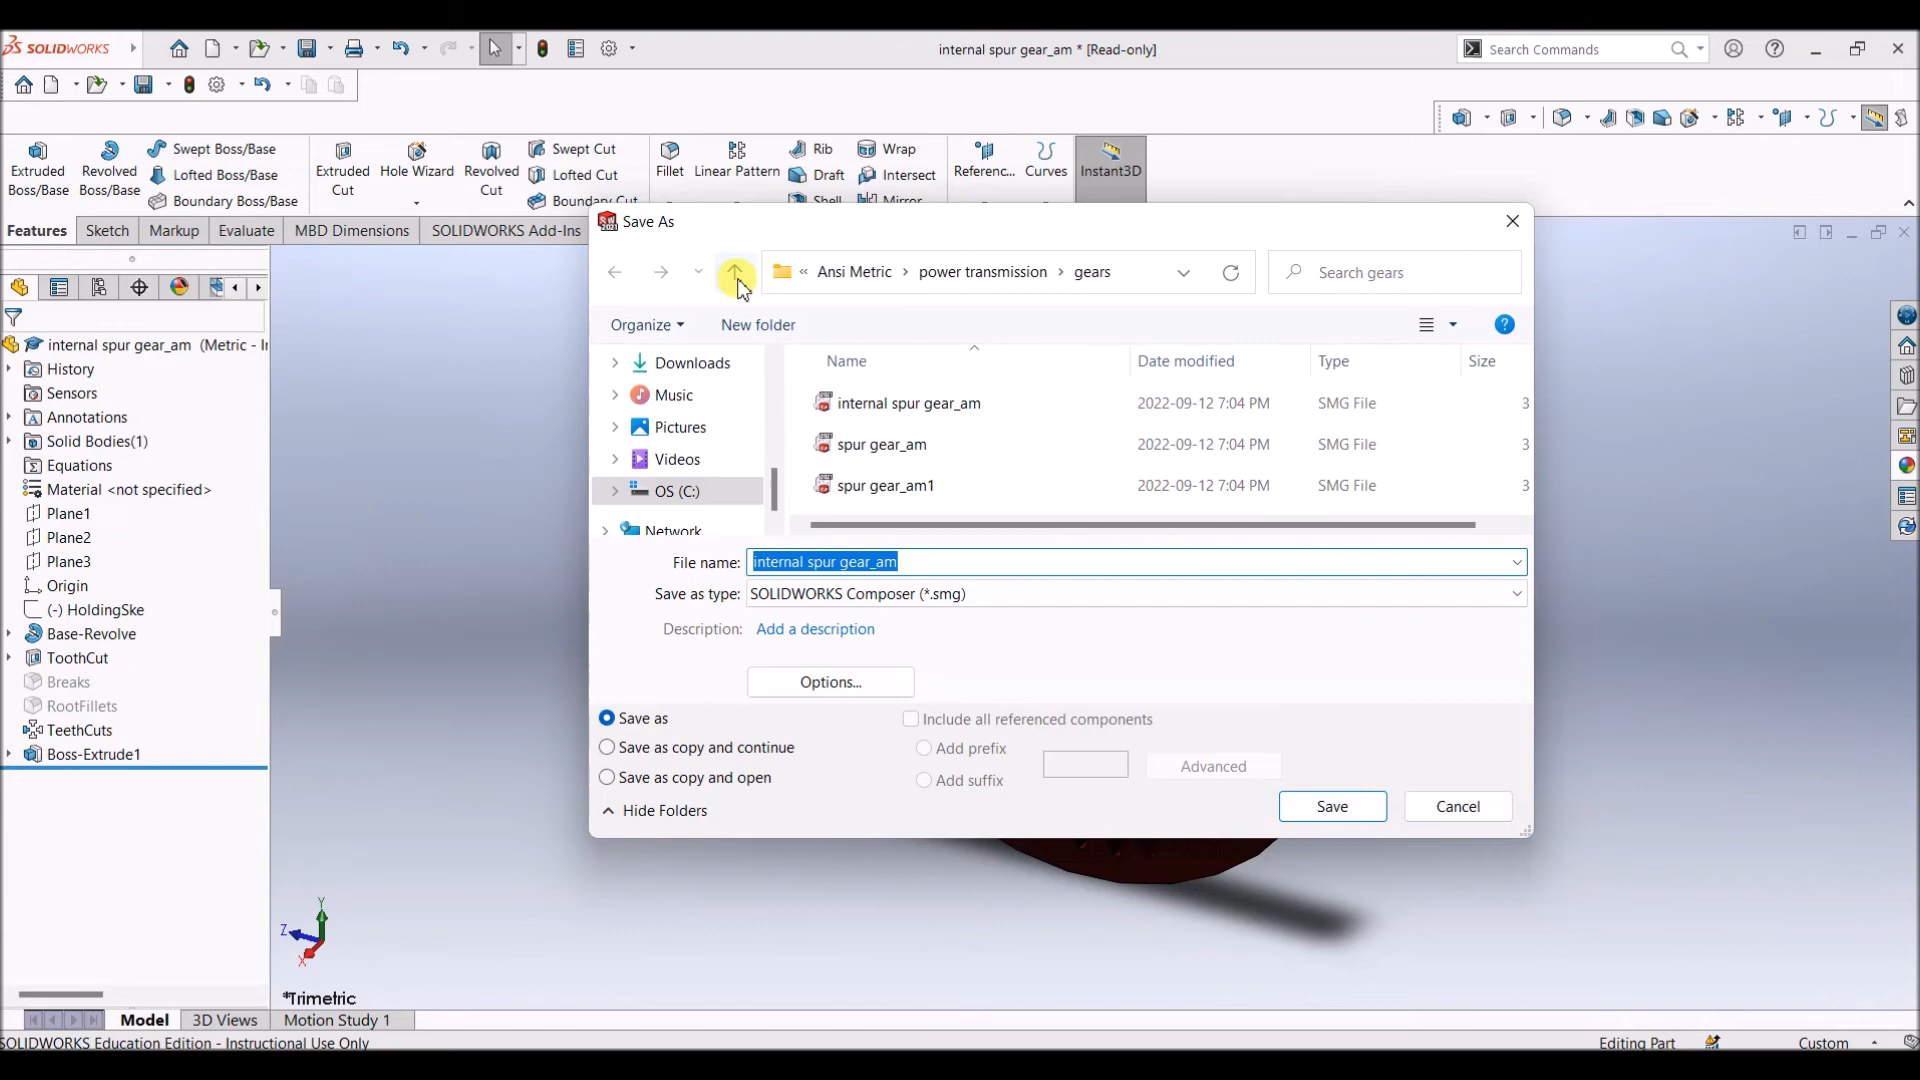 SOLIDWORKS
internal spur gear_am * [Read-only]
Search Commands
Extruded Boss/Base
Revolved Boss/Base
Swept Boss/Base
Lofted Boss/Base
Boundary Boss/Base
Extruded Cut
Hole Wizard
Revolved Cut
Swept Cut
Lofted Cut
Boundary Cut
Fillet
Linear Pattern
Rib
Draft
Shell
Wrap
Intersect
Mirror
Referenc...
Curves
Instant3D
Features
Sketch
Markup
Evaluate
MBD Dimensions
SOLIDWORKS Add-Ins
internal spur gear_am (Metric - I
History
Sensors
Annotations
Solid Bodies(1)
Equations
Material <not specified>
Plane1
Plane2
Plane3
Origin
(-) HoldingSke
Base-Revolve
ToothCut
Breaks
RootFillets
TeethCuts
Boss-Extrude1
Save As
« Ansi Metric › power transmission › gears
Search gears
Organize
New folder
Downloads
Music
Pictures
Videos
OS (C:)
Network
Name Date modified Type Size
internal spur gear_am 2022-09-12 7:04 PM SMG File 3
spur gear_am 2022-09-12 7:04 PM SMG File 3
spur gear_am1 2022-09-12 7:04 PM SMG File 3
File name: internal spur gear_am
Save as type: SOLIDWORKS Composer (*.smg)
Description: Add a description
Options...
Save as
Save as copy and continue
Save as copy and open
Include all referenced components
Add prefix
Add suffix
Advanced
Hide Folders
Save
Cancel
Y
Z
X
*Trimetric
Model
3D Views
Motion Study 1
SOLIDWORKS Education Edition - Instructional Use Only
Editing Part
Custom